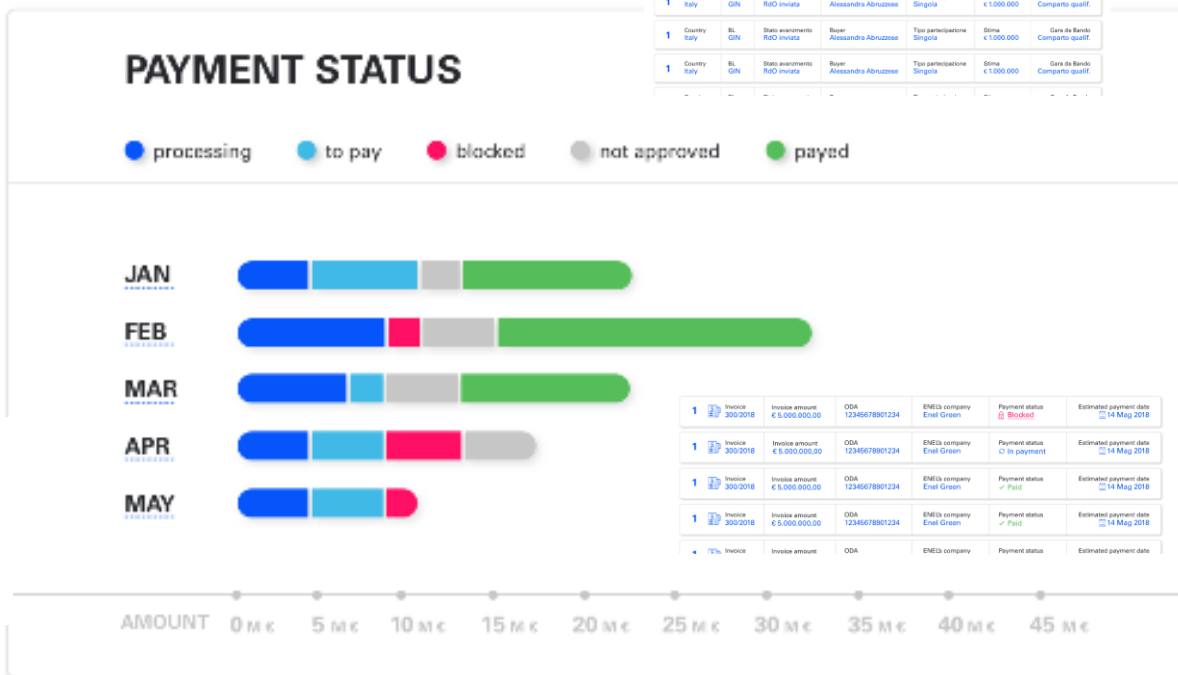 1 Italy GIN RdO inviata Alessandra Abruzzese Singola € 1.000.000 Comparto qualif.
Country BL Stato avanzmento Buyer Tipo partecipazione Stima Gara da Bando
1 Italy GIN RdO inviata Alessandra Abruzzese Singola € 1.000.000 Comparto qualif.
Country BL Stato avanzmento Buyer Tipo partecipazione Stima Gara da Bando
1 Italy GIN RdO inviata Alessandra Abruzzese Singola € 1.000.000 Comparto qualif.
PAYMENT STATUS
processing to pay blocked not approved payed
JAN
FEB
MAR
APR
MAY
Invoice Invoice amount ODA ENEL's company Payment status Estimated payment date
1 300/2018 € 5.000.000,00 12345678901234 Enel Green Blocked 14 Mag 2018
Invoice Invoice amount ODA ENEL's company Payment status Estimated payment date
1 300/2018 € 5.000.000,00 12345678901234 Enel Green In payment 14 Mag 2018
Invoice Invoice amount ODA ENEL's company Payment status Estimated payment date
1 300/2018 € 5.000.000,00 12345678901234 Enel Green Paid 14 Mag 2018
Invoice Invoice amount ODA ENEL's company Payment status Estimated payment date
1 300/2018 € 5.000.000,00 12345678901234 Enel Green Paid 14 Mag 2018
Invoice Invoice amount ODA ENEL's company Payment status Estimated payment date
AMOUNT 0 M € 5 M € 10 M € 15 M € 20 M € 25 M € 30 M € 35 M € 40 M € 45 M €